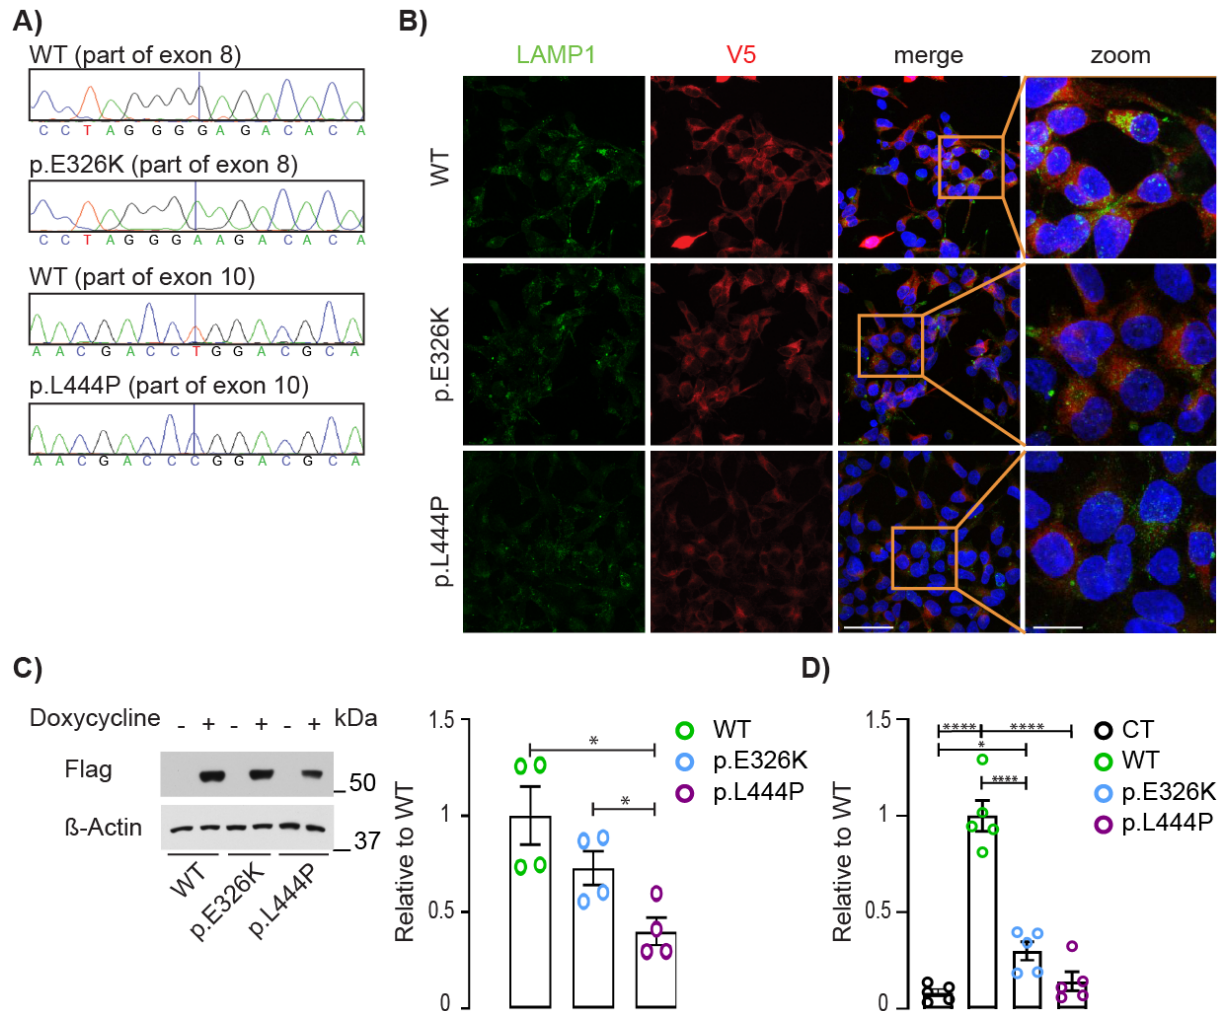 A)
WT (part of exon 8)
C C T A G G G G A G A C A C A
p.E326K (part of exon 8)
C C T A G G G A A G A C A C A
WT (part of exon 10)
A A C G A C C T G G A C G C A
p.L444P (part of exon 10)
A A C G A C C C G G A C G C A
B)
LAMP1 V5 merge zoom
WT
p.E326K
p.L444P
C)
Doxycycline - + - + - + kDa
Flag
50
ß-Actin
37
WT p.E326K p.L444P
Relative to WT
1.5
1
0.5
0
* 
*
WT
p.E326K
p.L444P
D)
Relative to WT
1.5
1
0.5
0
**** ****
*
****
CT
WT
p.E326K
p.L444P